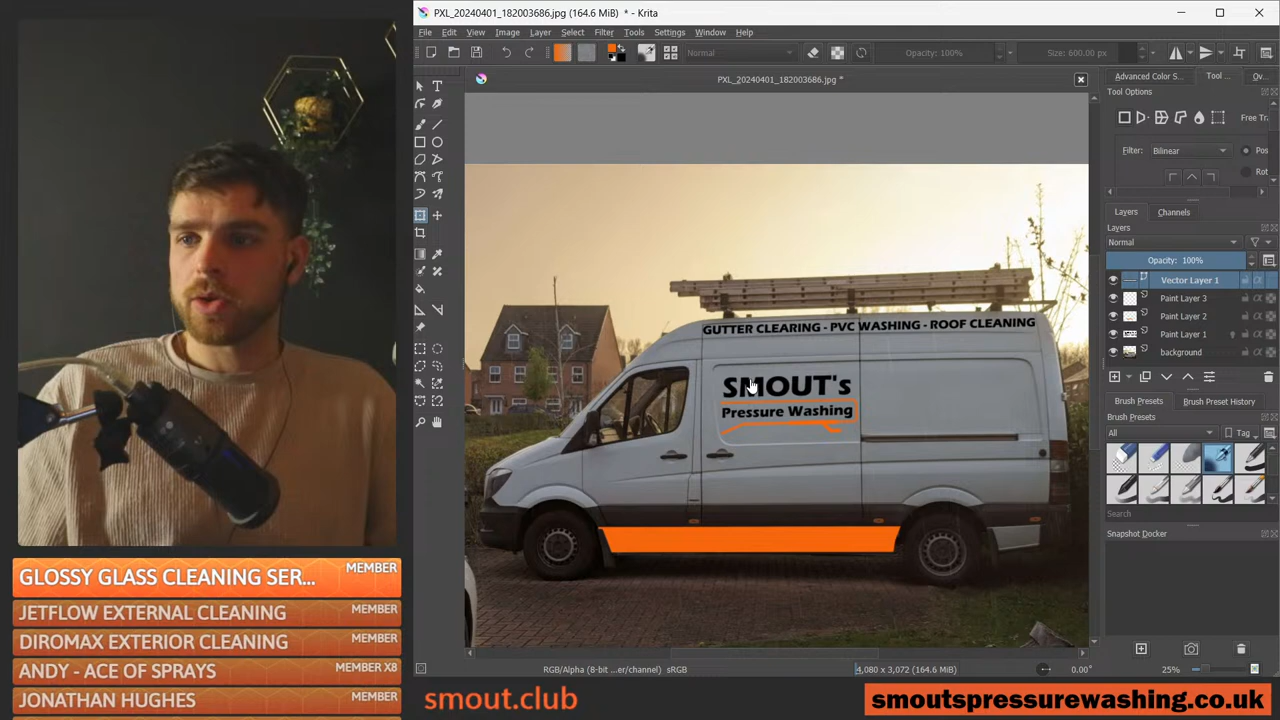 PXL_20240401_182003686.jpg (164.6 MiB) * - Krita
File Edit View Image Layer Select Filter Tools Settings Window Help
Normal Opacity: 100% Size: 600.00 px
PXL_20240401_182003686.jpg *
Advanced Color S... Tool ... Ov...
Tool Options
Free Tr
Filter: Bilinear Pos
Rot
Layers Channels
Layers
Normal
Opacity: 100%
Vector Layer 1
Paint Layer 3
Paint Layer 2
Paint Layer 1
background
Brush Presets Brush Preset History
Brush Presets
All Tag
Search
Snapshot Docker
GUTTER CLEARING - PVC WASHING - ROOF CLEANING
SMOUT's
Pressure Washing
RGB/Alpha (8-bit ...er/channel) sRGB 4,080 x 3,072 (164.6 MiB) 0.00° 25%
GLOSSY GLASS CLEANING SER... MEMBER
JETFLOW EXTERNAL CLEANING MEMBER
DIROMAX EXTERIOR CLEANING MEMBER
ANDY - ACE OF SPRAYS MEMBER X8
JONATHAN HUGHES MEMBER
smout.club
smoutspressurewashing.co.uk